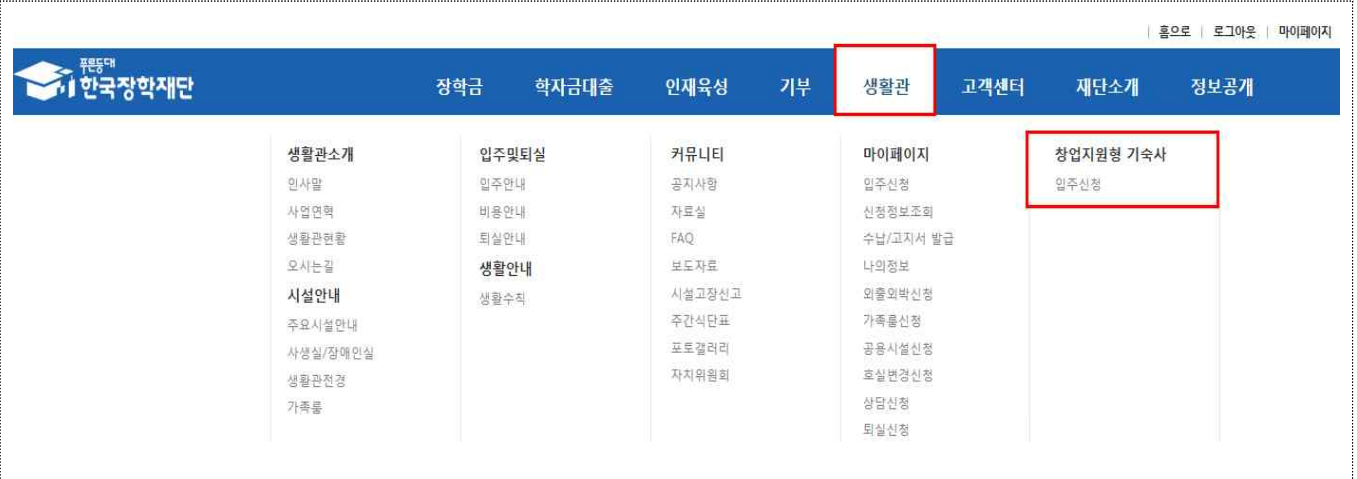 홈으로 | 로그아웃 | 마이페이지
푸른등대
한국장학재단
장학금 학자금대출 인재육성 기부 생활관 고객센터 재단소개 정보공개
생활관소개
인사말
사업연혁
생활관현황
오시는길
시설안내
주요시설안내
사생실/장애인실
생활관전경
가족룸
입주및퇴실
입주안내
비용안내
퇴실안내
생활안내
생활수칙
커뮤니티
공지사항
자료실
FAQ
보도자료
시설고장신고
주간식단표
포토갤러리
자치위원회
마이페이지
입주신청
신청정보조회
수납/고지서 발급
나의정보
외출외박신청
가족룸신청
공용시설신청
호실변경신청
상담신청
퇴실신청
창업지원형 기숙사
입주신청